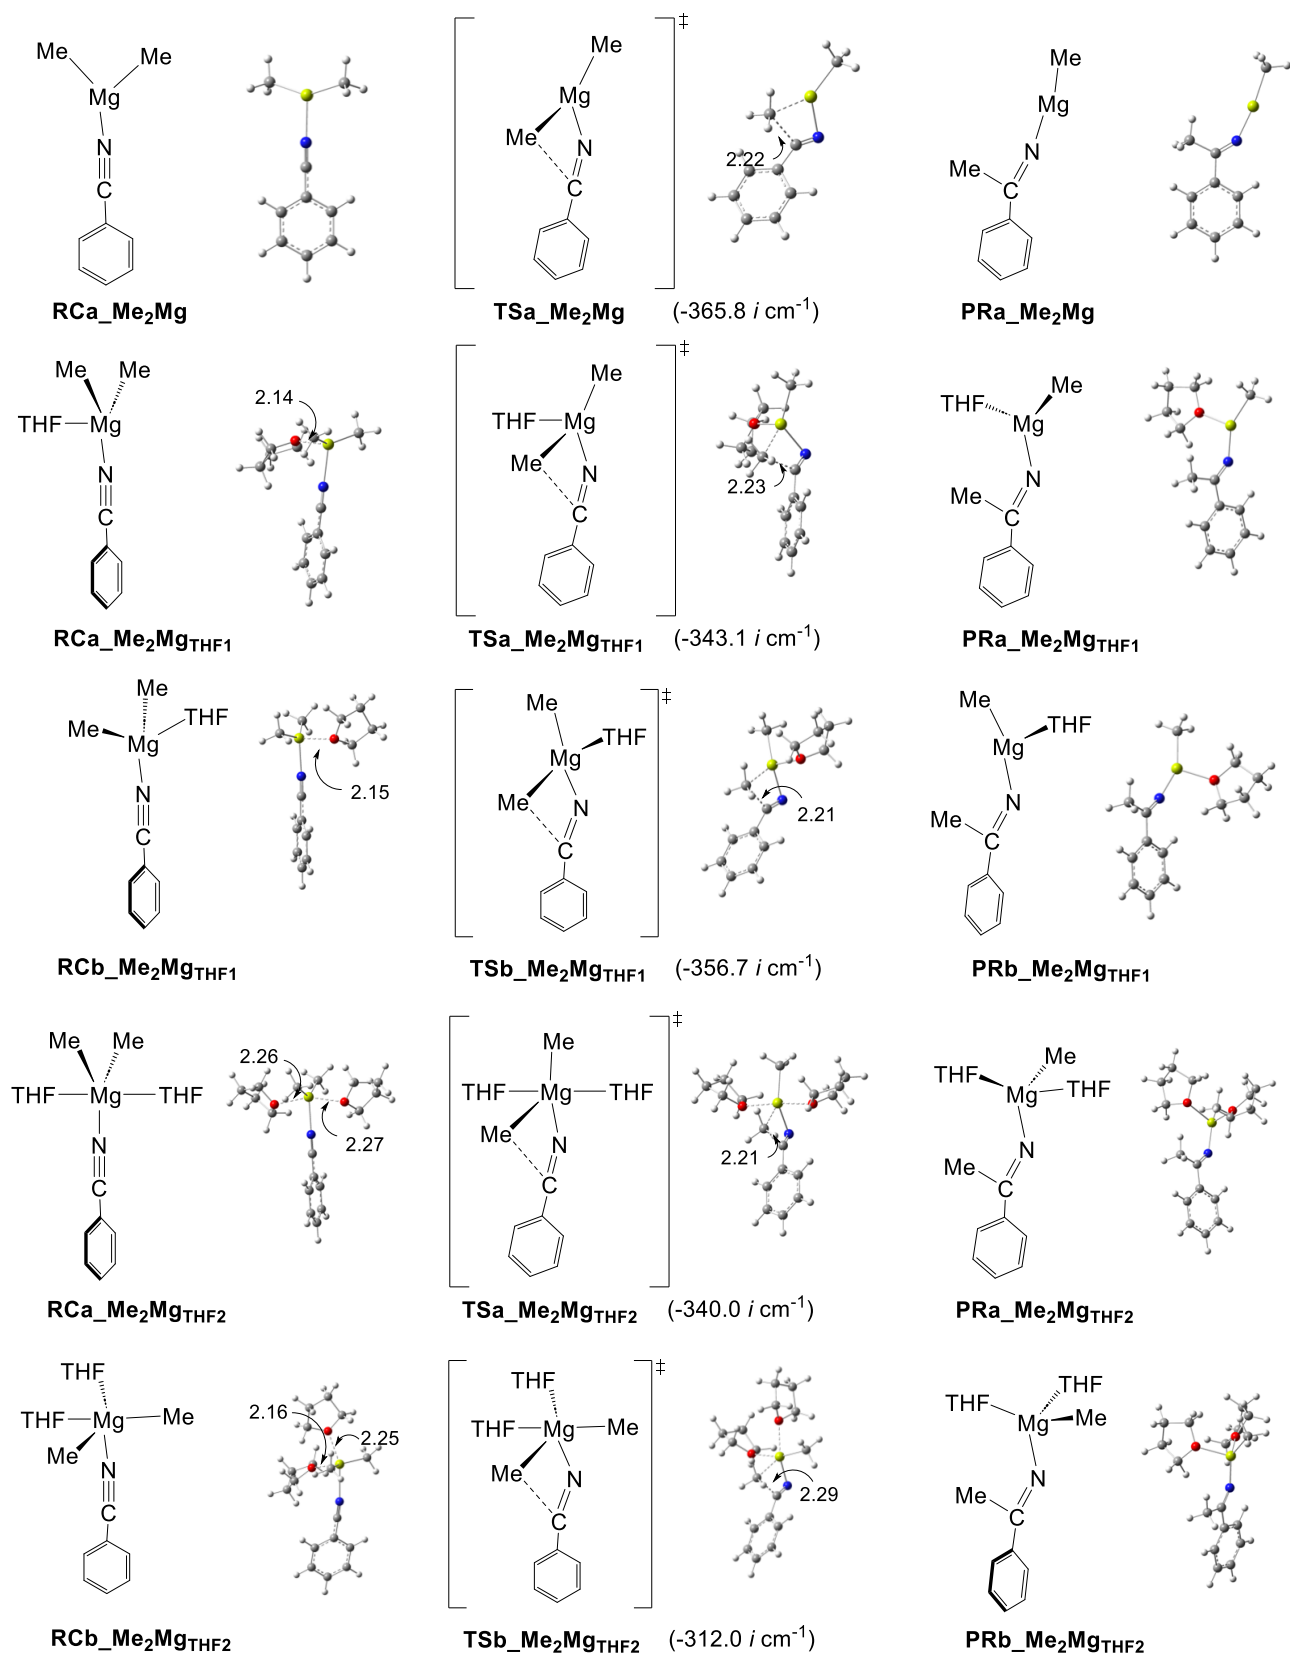 Me Me Mg N C
RCa_Me2Mg
Me Mg Me N C ‡
2.22
TSa_Me2Mg (-365.8 i cm-1)
Me Mg N Me C
PRa_Me2Mg
Me Me THF Mg N C
2.14
RCa_Me2MgTHF1
Me THF Mg Me N C ‡
2.23
TSa_Me2MgTHF1 (-343.1 i cm-1)
THF Me Mg N Me C
PRa_Me2MgTHF1
Me THF Me Mg N C
2.15
RCb_Me2MgTHF1
Me THF Mg Me N C ‡
2.21
TSb_Me2MgTHF1 (-356.7 i cm-1)
Me THF Mg N Me C
PRb_Me2MgTHF1
Me Me THF Mg THF N C
2.26
2.27
RCa_Me2MgTHF2
Me THF Mg THF Me N C ‡
2.21
TSa_Me2MgTHF2 (-340.0 i cm-1)
THF Me Mg THF N Me C
PRa_Me2MgTHF2
THF THF Mg Me Me N C
2.16
2.25
RCb_Me2MgTHF2
THF THF Mg Me Me N C ‡
2.29
TSb_Me2MgTHF2 (-312.0 i cm-1)
THF THF Mg Me N Me C
PRb_Me2MgTHF2